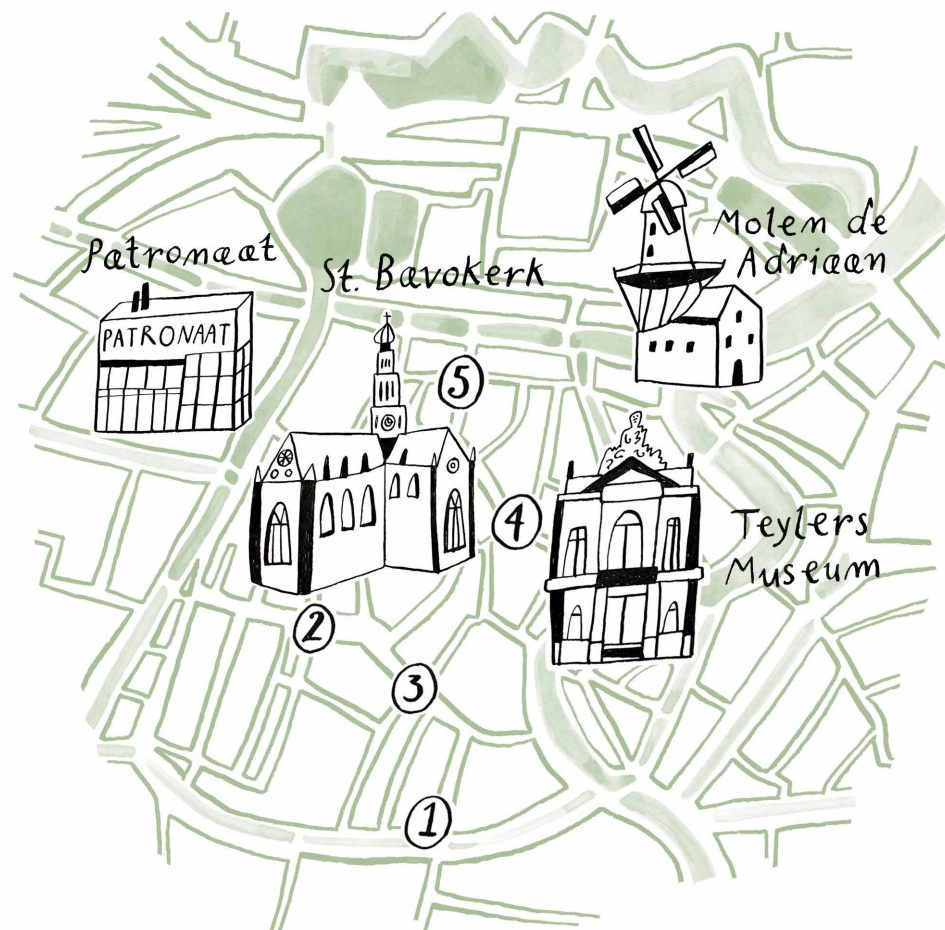 Patronaat
PATRONAAT
St. Bavokerk
Molen de
Adriaan
5
4
Teylers
Museum
2
3
1